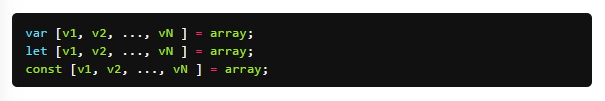 var [v1, v2, ..., vN ] = array;
let [v1, v2, ..., vN ] = array;
const [v1, v2, ..., vN ] = array;